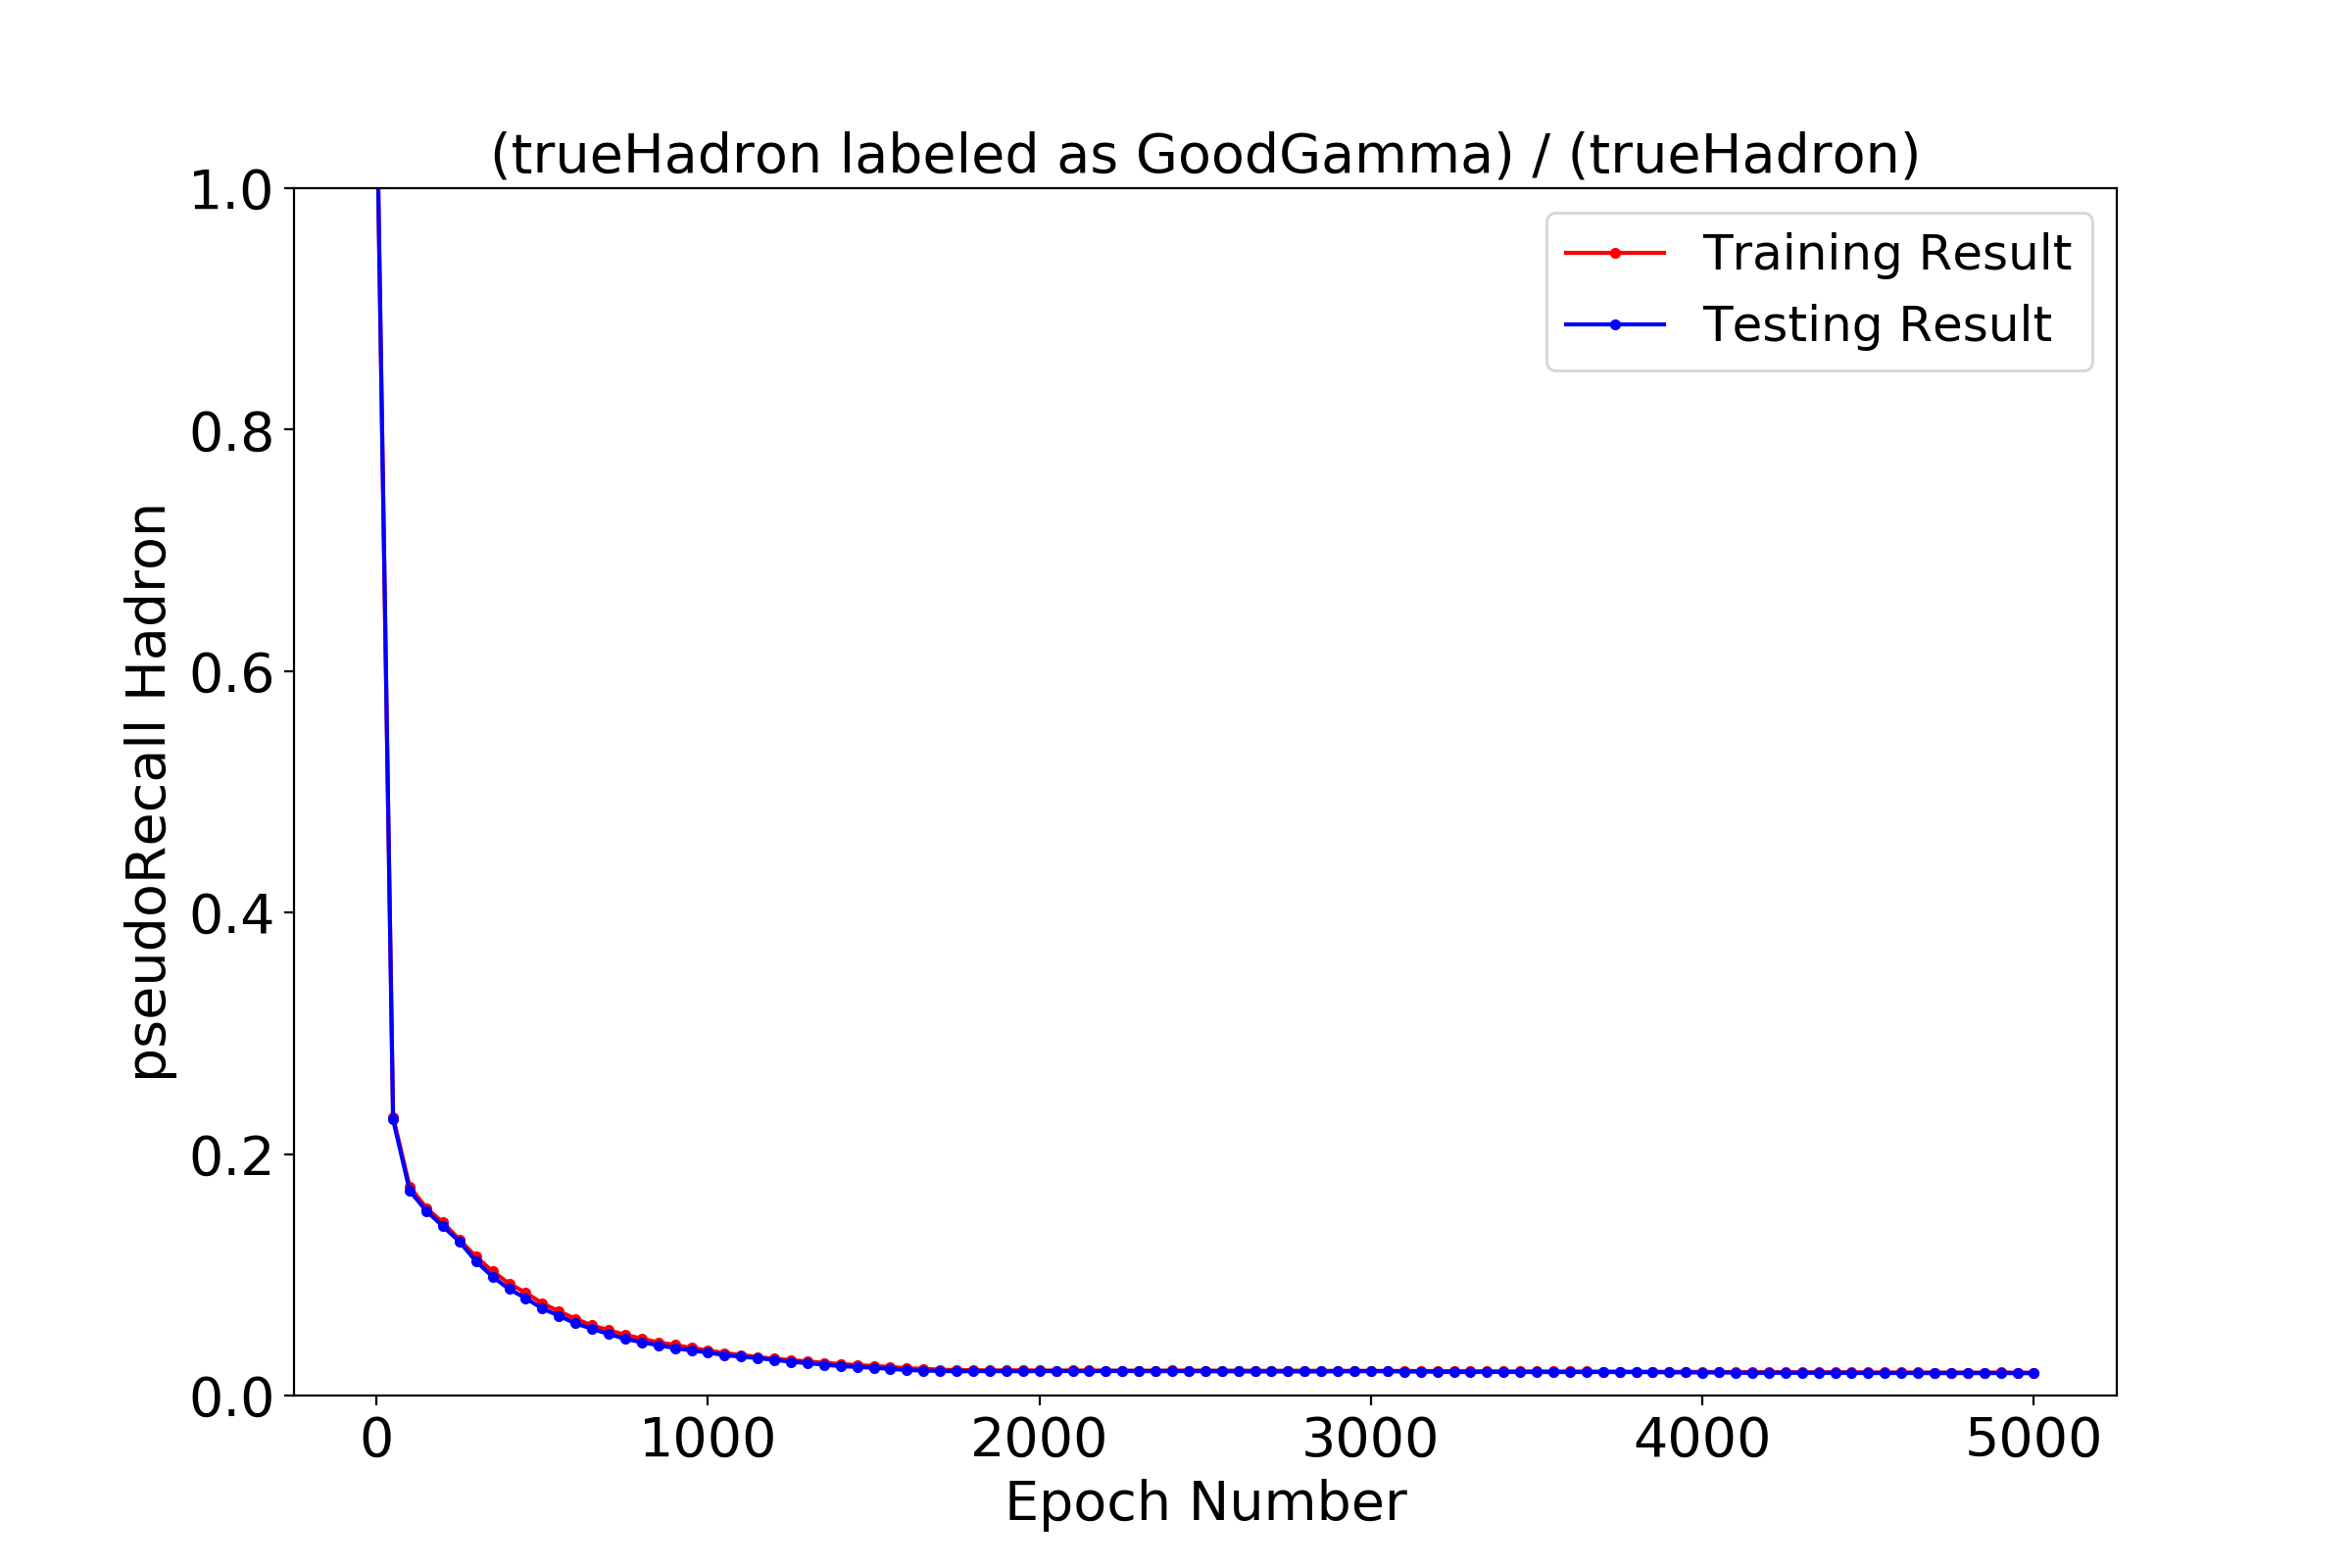 (trueHadron labeled as GoodGamma) / (trueHadron)
1.0
0.8
0.6
0.4
0.2
0.0
pseudoRecall Hadron
Training Result
Testing Result
0 1000 2000 3000 4000 5000
Epoch Number